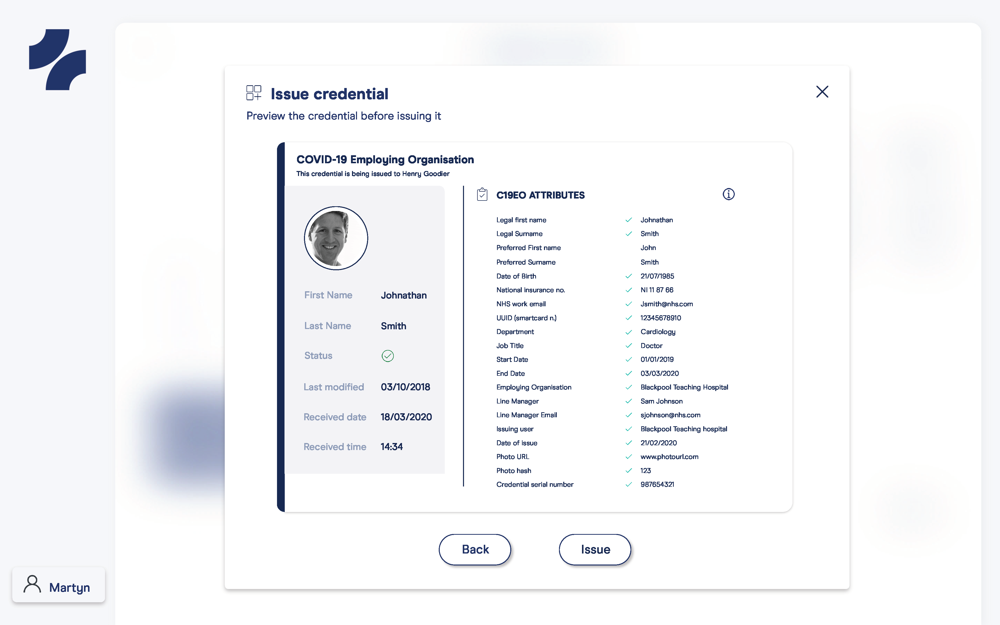 Issue credential
Preview the credential before issuing it
COVID-19 Employing Organisation
This credential is being issued to Henry Goodier
First Name Johnathan
Last Name Smith
Status
Last modified 03/10/2018
Received date 18/03/2020
Received time 14:34
C19EO ATTRIBUTES
Legal first name Johnathan
Legal Surname Smith
Preferred First name John
Preferred Surname Smith
Date of Birth 21/07/1985
National insurance no. NI 11 87 66
NHS work email Jsmith@nhs.com
UUID (smartcard n.) 12345678910
Department Cardiology
Job Title Doctor
Start Date 01/01/2019
End Date 03/03/2020
Employing Organisation Blackpool Teaching Hospital
Line Manager Sam Johnson
Line Manager Email sjohnson@nhs.com
Issuing user Blackpool Teaching hospital
Date of issue 21/02/2020
Photo URL www.photourl.com
Photo hash 123
Credential serial number 987654321
Back Issue
Martyn